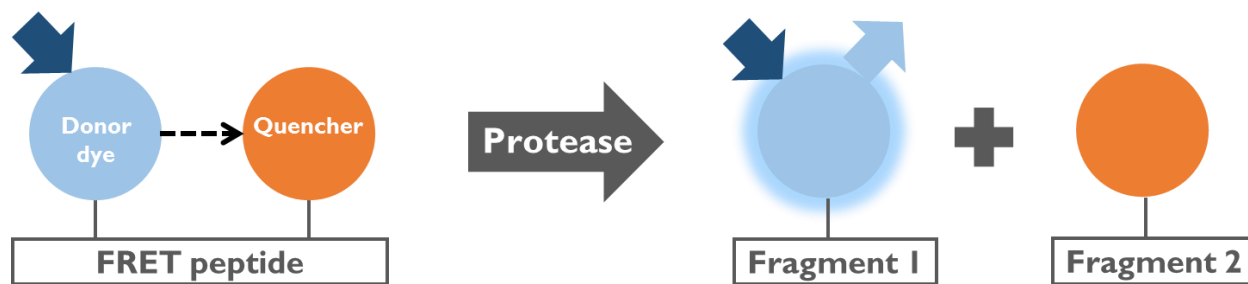 Donor
dye
Quencher
Protease
FRET peptide
Fragment 1
Fragment 2